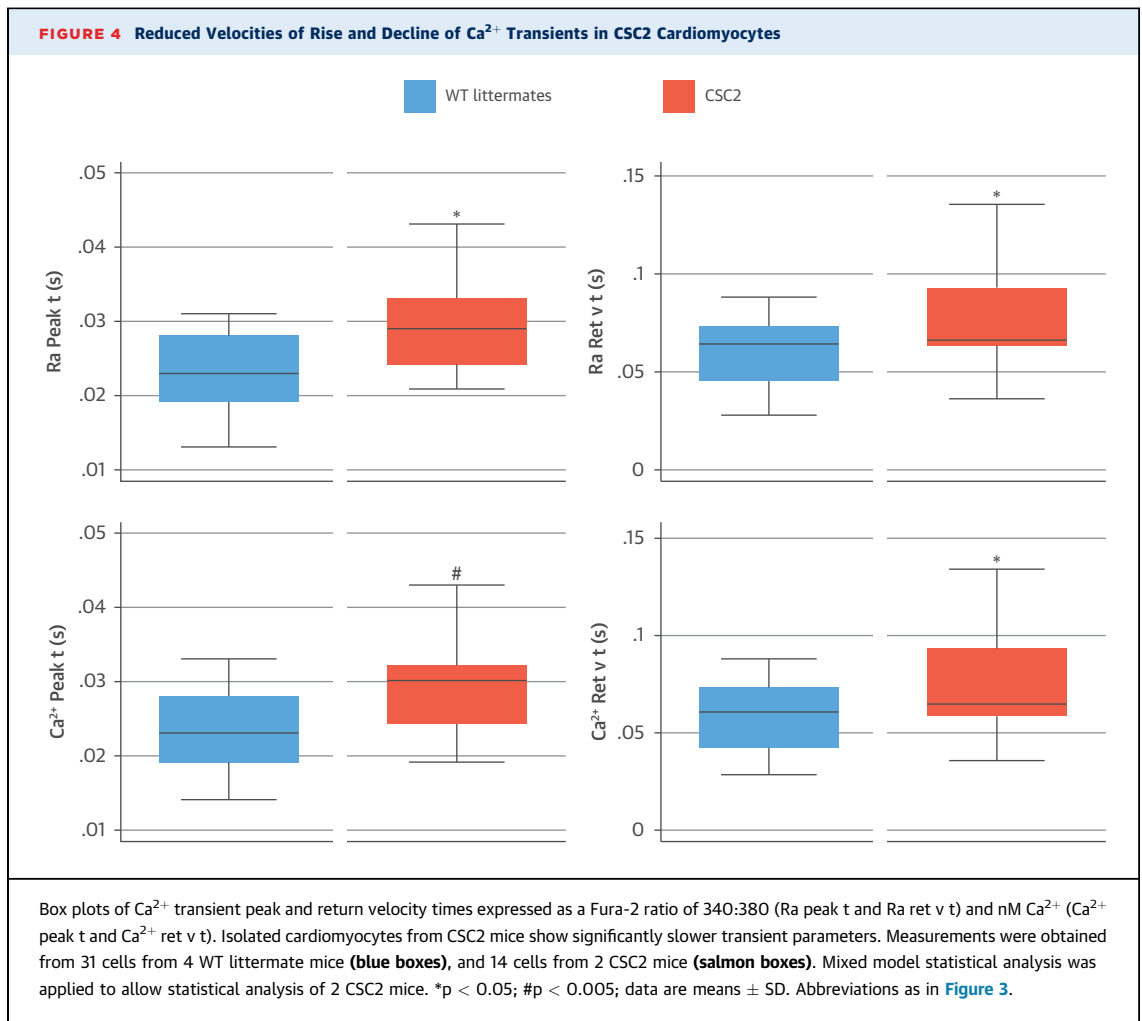 FIGURE 4 Reduced Velocities of Rise and Decline of Ca²⁺ Transients in CSC2 Cardiomyocytes
WT littermates
CSC2
.05
.04
.03
.02
.01
Ra Peak t (s)
*
.15
.1
.05
0
Ra Ret v t (s)
*
.05
.04
.03
.02
.01
Ca²⁺ Peak t (s)
#
.15
.1
.05
0
Ca²⁺ Ret v t (s)
*
Box plots of Ca²⁺ transient peak and return velocity times expressed as a Fura-2 ratio of 340:380 (Ra peak t and Ra ret v t) and nM Ca²⁺ (Ca²⁺
peak t and Ca²⁺ ret v t). Isolated cardiomyocytes from CSC2 mice show significantly slower transient parameters. Measurements were obtained
from 31 cells from 4 WT littermate mice (blue boxes), and 14 cells from 2 CSC2 mice (salmon boxes). Mixed model statistical analysis was
applied to allow statistical analysis of 2 CSC2 mice. *p < 0.05; #p < 0.005; data are means ± SD. Abbreviations as in Figure 3.